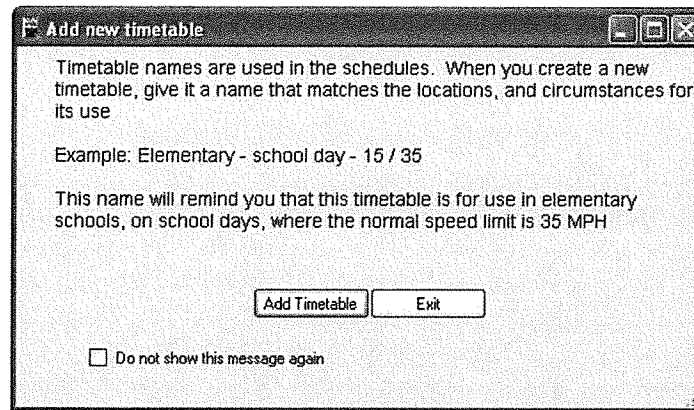 Add new timetable
Timetable names are used in the schedules. When you create a new
timetable, give it a name that matches the locations, and circumstances for
its use
Example: Elementary - school day - 15 / 35
This name will remind you that this timetable is for use in elementary
schools, on school days, where the normal speed limit is 35 MPH
Add Timetable Exit
Do not show this message again